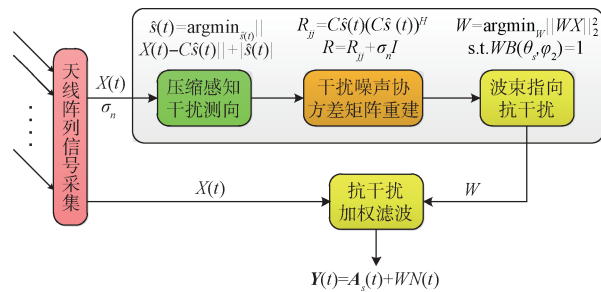 ŝ(t)=argmin_{ŝ(t)}||
X(t)-Cŝ(t)||+|ŝ(t)|
R_{jj}=Cŝ(t)(Cŝ (t))^H
R=R_{jj}+σ_nI
W=argmin_W||WX||_2^2
s.t.WB(θ_s,φ_2)=1
天线阵列信号采集
X(t)
σ_n
压缩感知
干扰测向
干扰噪声协
方差矩阵重建
波束指向
抗干扰
X(t)
抗干扰
加权滤波
W
Y(t)=A_s(t)+WN(t)